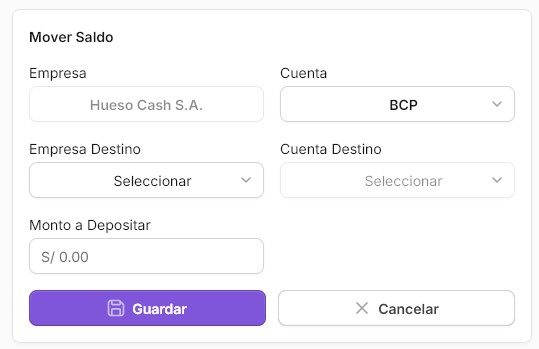 Mover Saldo
Empresa
Cuenta
Hueso Cash S.A.
BCP
Empresa Destino
Cuenta Destino
Seleccionar
Seleccionar
Monto a Depositar
S/ 0.00
Guardar
Cancelar